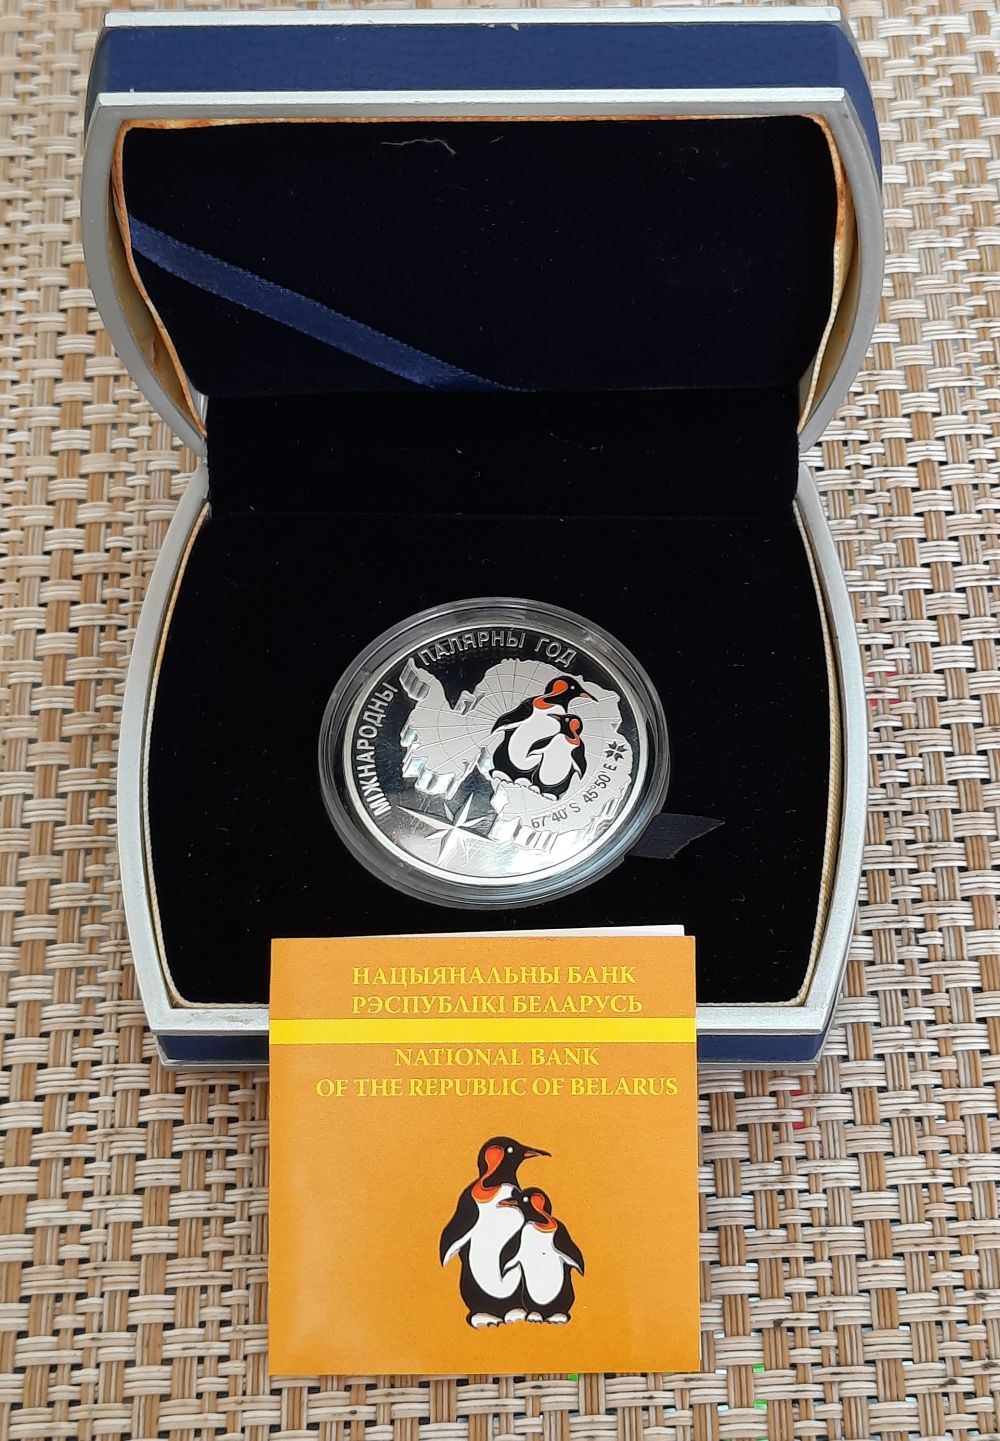 МІЖНАРОДНЫ ПАЛЯРНЫ ГОД
67°40' S 45°50' E
НАЦЫЯНАЛЬНЫ БАНК
РЭСПУБЛІКІ БЕЛАРУСЬ
NATIONAL BANK
OF THE REPUBLIC OF BELARUS